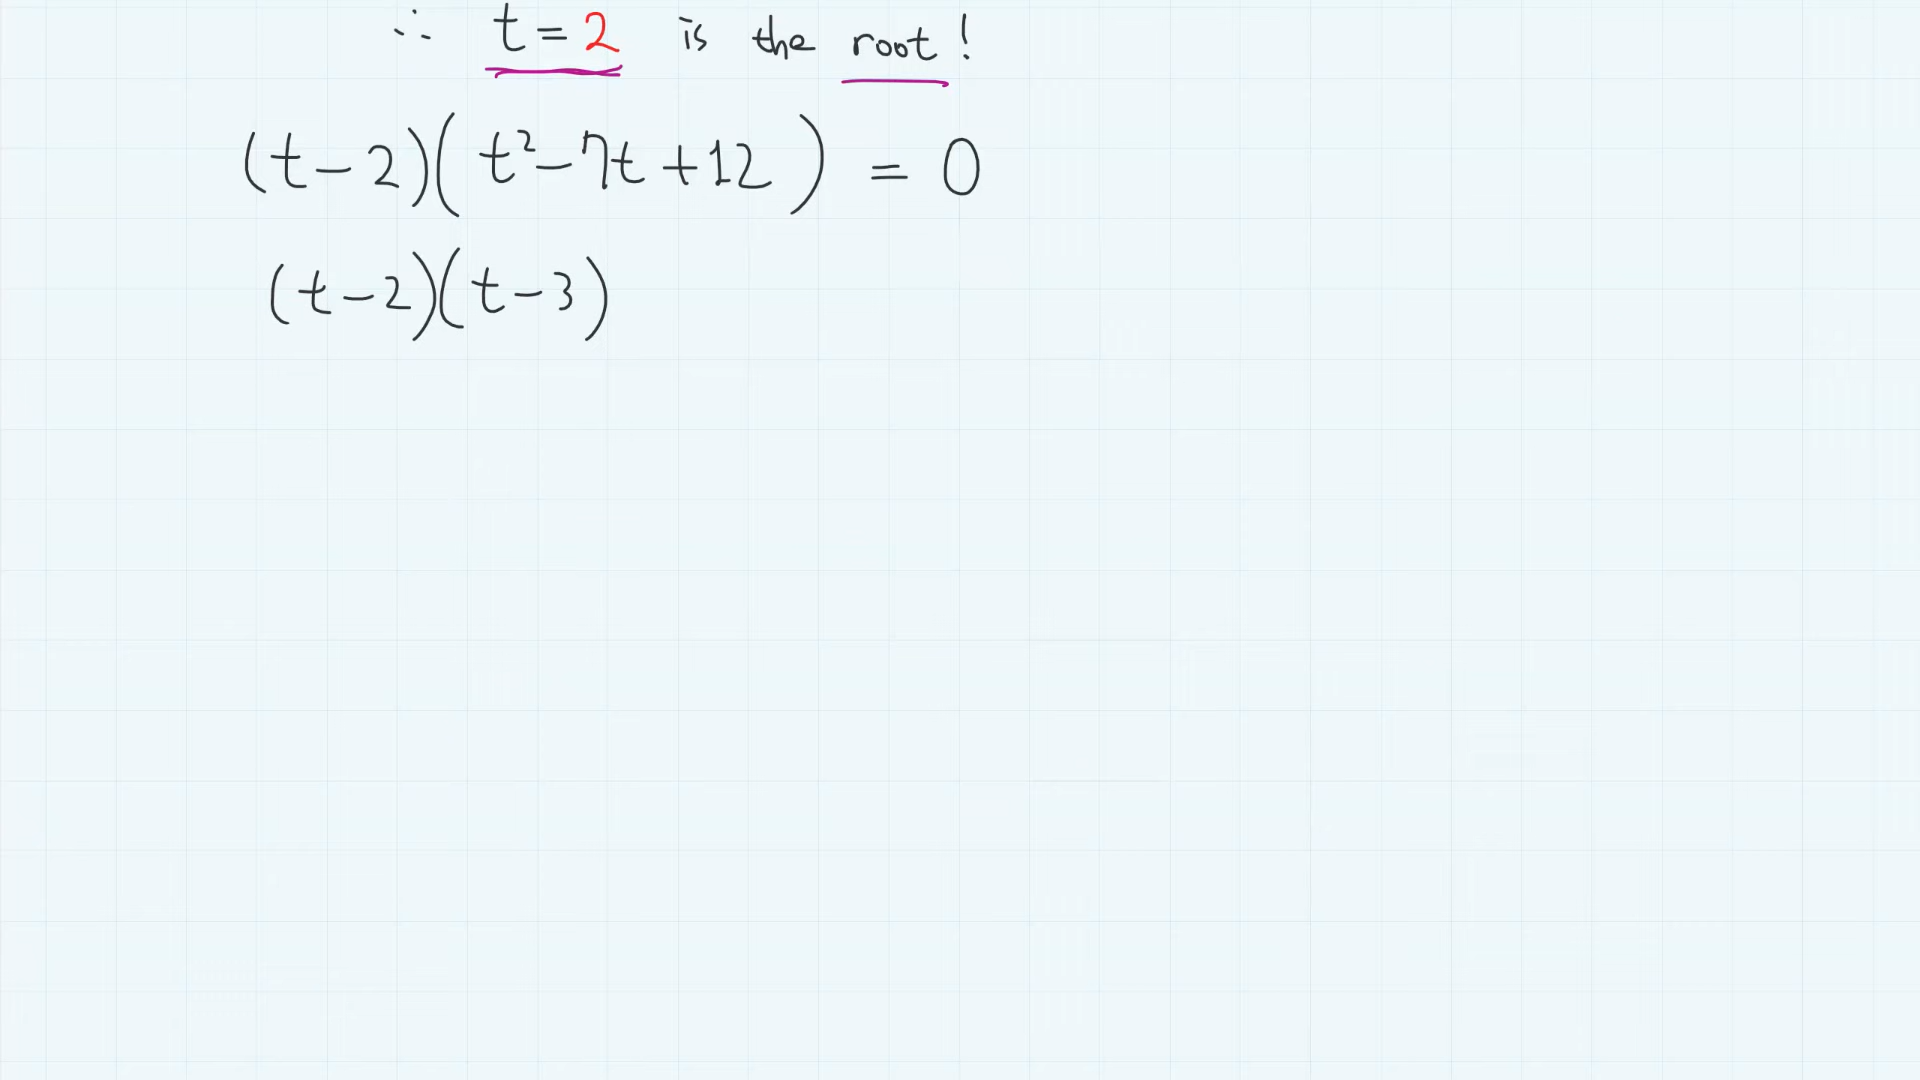 ∴ t = 2 is the root!
(t-2)(t²-7t+12) = 0
(t-2)(t-3)